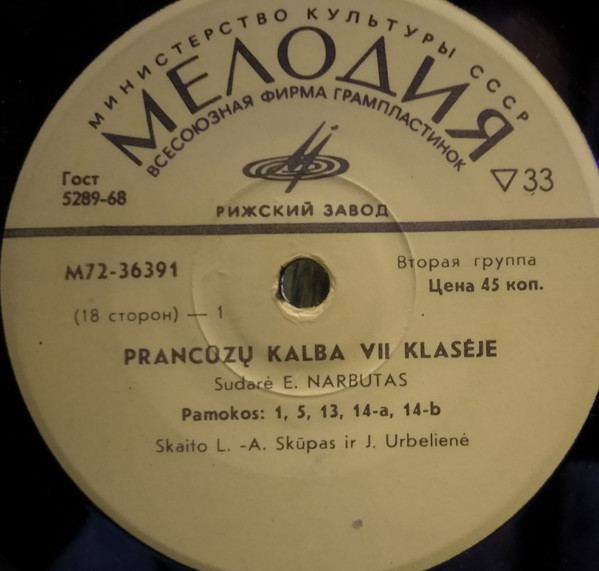 МИНИСТЕРСТВО КУЛЬТУРЫ СССР
МЕЛОДИЯ
ВСЕСОЮЗНАЯ ФИРМА ГРАМПЛАСТИНОК
Гост
5289-68
▽ 33
РИЖСКИЙ ЗАВОД
М72-36391
Вторая группа
Цена 45 коп.
(18 сторон) — 1
PRANCŪZŲ KALBA VII KLASĖJE
Sudarė E. NARBUTAS
Pamokos: 1, 5, 13, 14-a, 14-b
Skaito L. -A. Skūpas ir J. Urbelienė